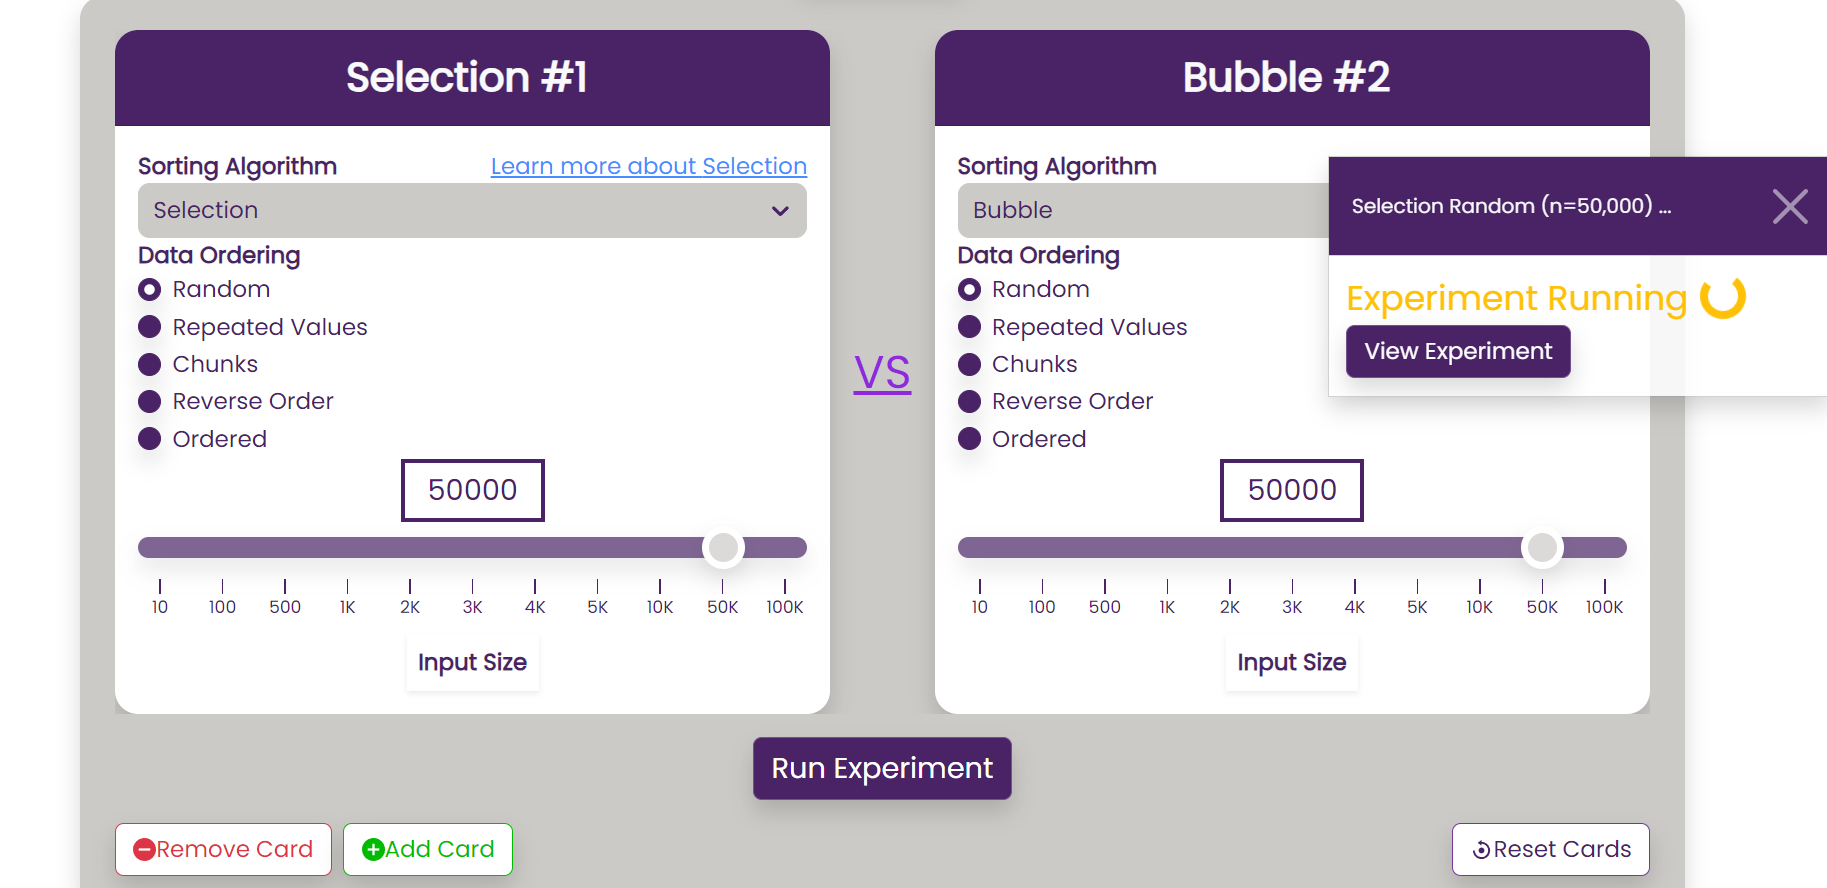 Selection #1
Sorting Algorithm
Learn more about Selection
Selection
Data Ordering
Random
Repeated Values
Chunks
Reverse Order
Ordered
50000
10 100 500 1K 2K 3K 4K 5K 10K 50K 100K
Input Size
VS
Bubble #2
Sorting Algorithm
Bubble
Data Ordering
Random
Repeated Values
Chunks
Reverse Order
Ordered
50000
10 100 500 1K 2K 3K 4K 5K 10K 50K 100K
Input Size
Selection Random (n=50,000) ...
Experiment Running
View Experiment
Run Experiment
Remove Card
Add Card
Reset Cards